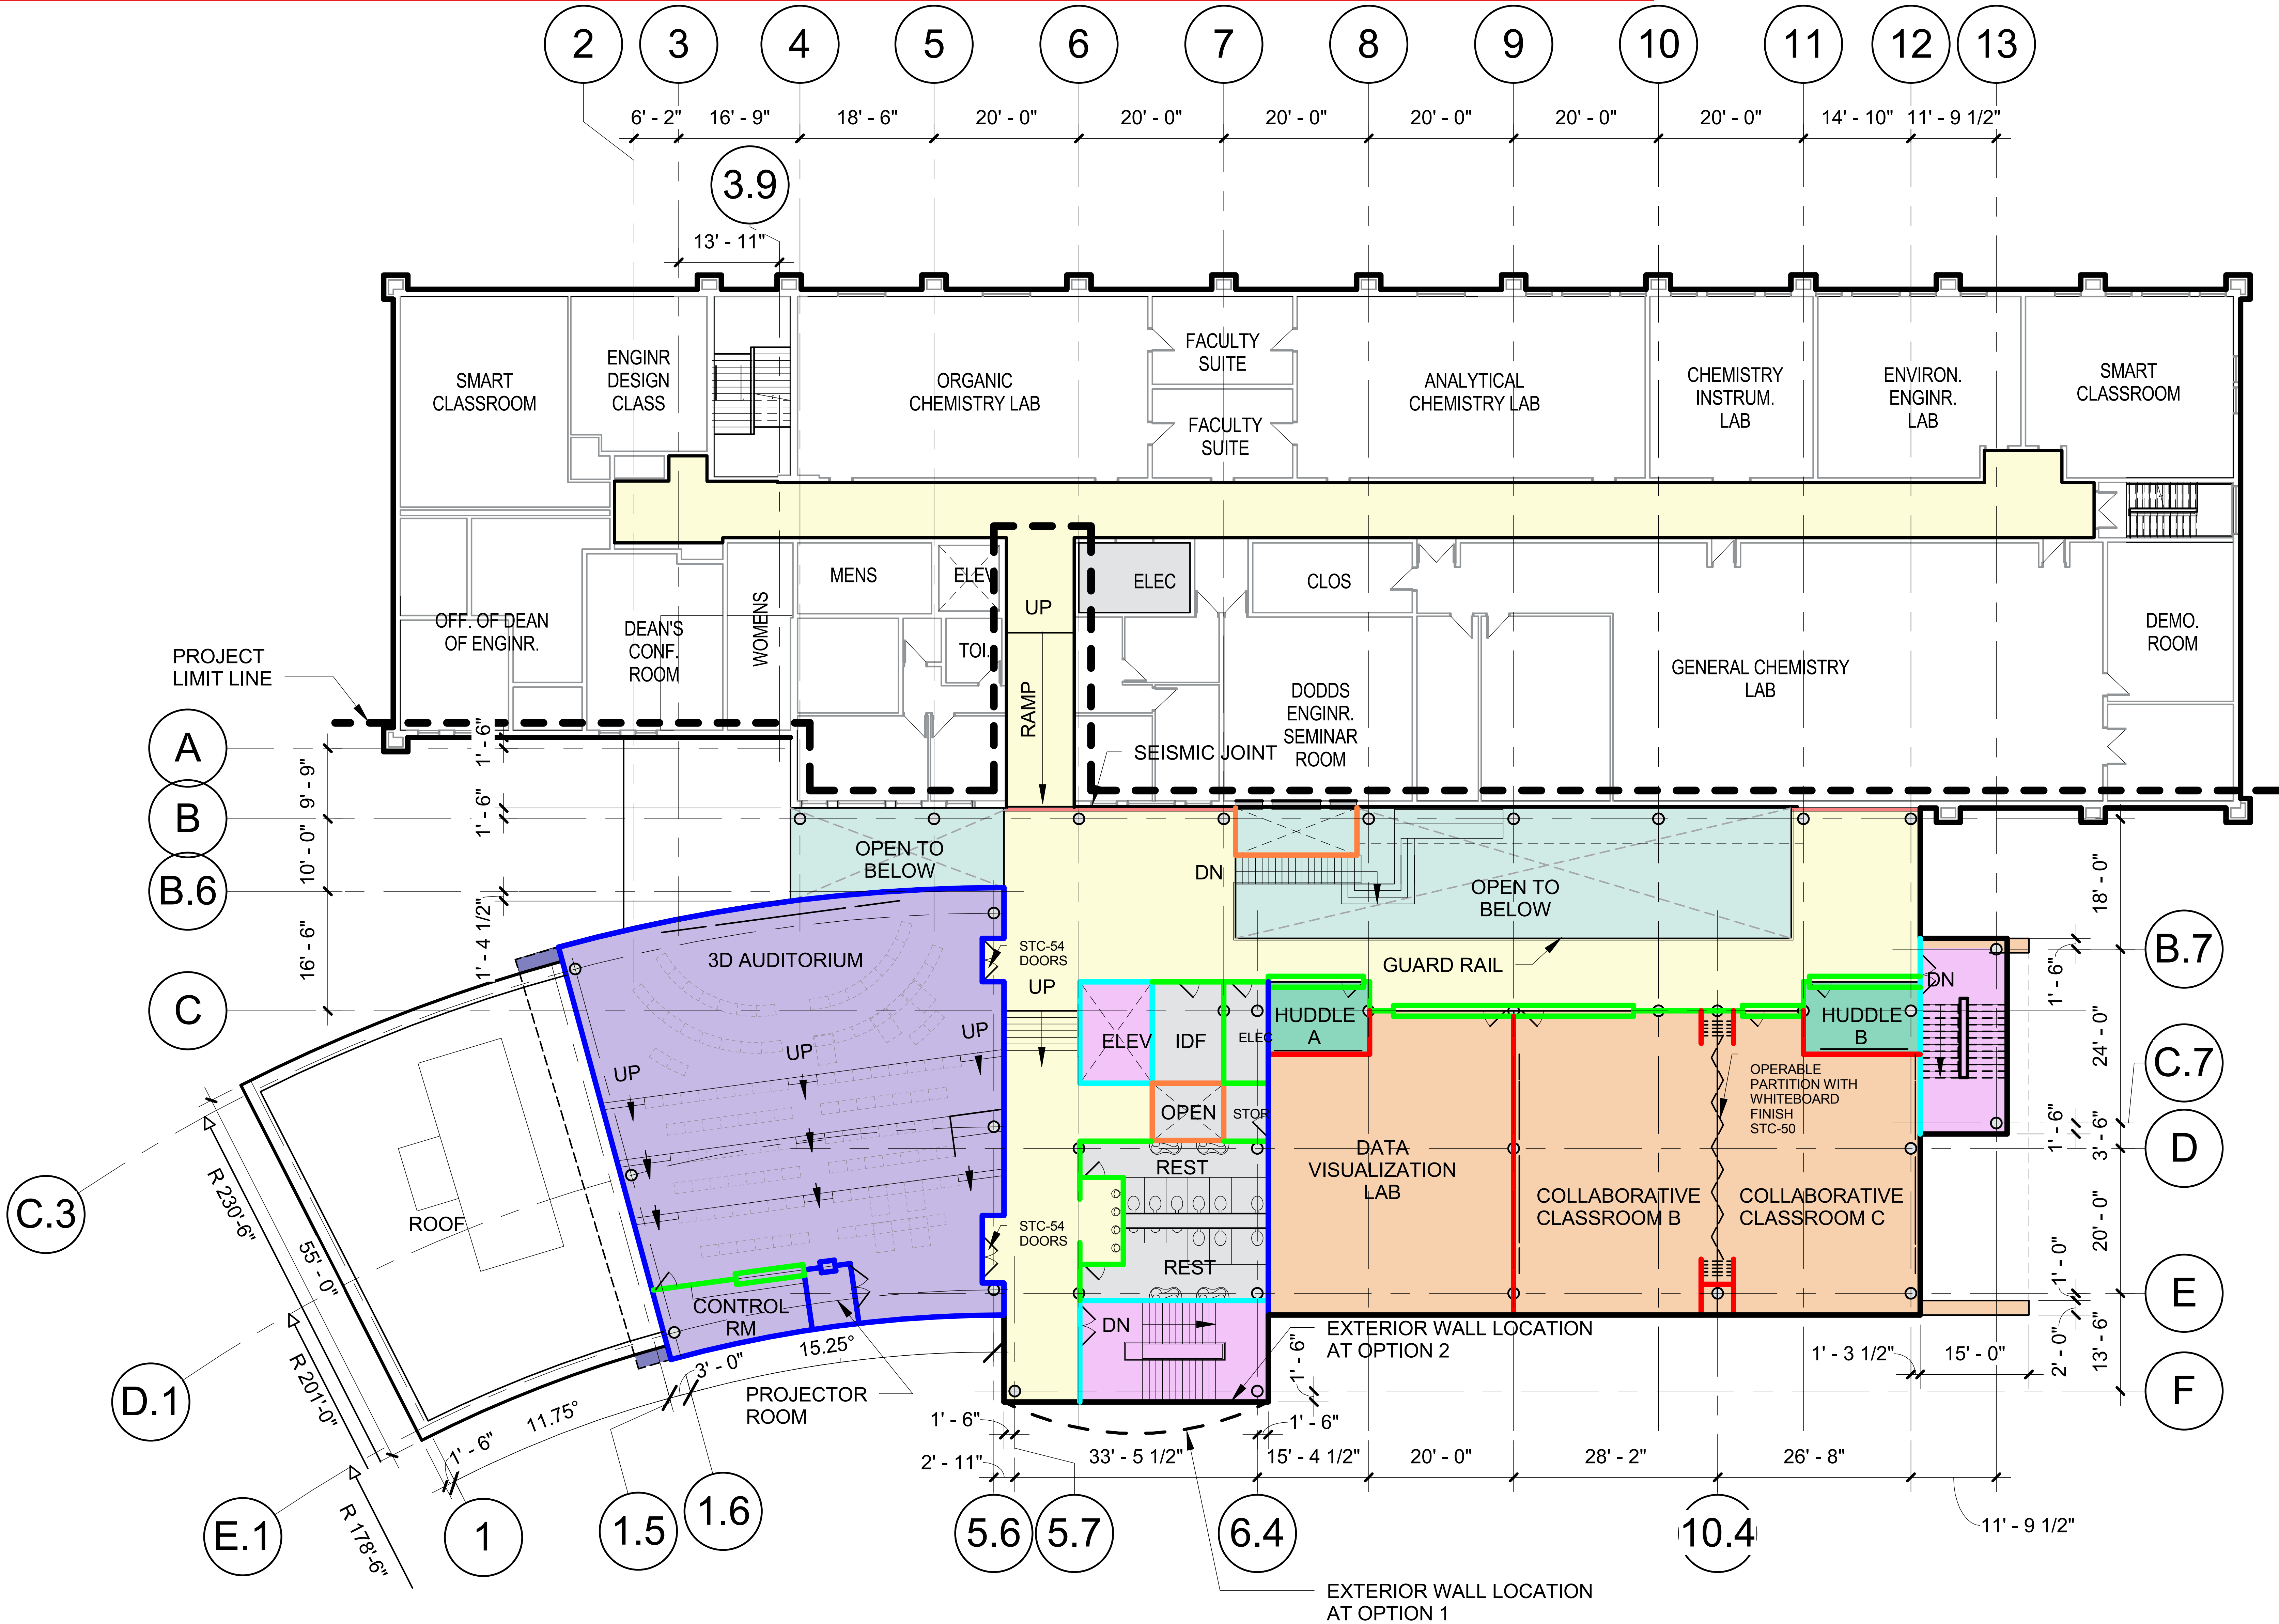 2
3
4
5
6
7
8
9
10
11
12
13
6' - 2"
16' - 9"
18' - 6"
20' - 0"
20' - 0"
20' - 0"
20' - 0"
20' - 0"
20' - 0"
14' - 10"
11' - 9 1/2"
3.9
13' - 11"
SMART
CLASSROOM
ENGINR
DESIGN
CLASS
ORGANIC
CHEMISTRY LAB
FACULTY
SUITE
FACULTY
SUITE
ANALYTICAL
CHEMISTRY LAB
CHEMISTRY
INSTRUM.
LAB
ENVIRON.
ENGINR.
LAB
SMART
CLASSROOM
MENS
ELEV
UP
ELEC
CLOS
OFF. OF DEAN
OF ENGINR.
DEAN'S
CONF.
ROOM
WOMENS
TOI.
RAMP
DODDS
ENGINR.
SEMINAR
ROOM
GENERAL CHEMISTRY
LAB
DEMO.
ROOM
PROJECT
LIMIT LINE
SEISMIC JOINT
A
B
B.6
C
9' - 9"
10' - 0"
16' - 6"
1' - 6"
1' - 6"
1' - 4 1/2"
OPEN TO
BELOW
DN
OPEN TO
BELOW
GUARD RAIL
3D AUDITORIUM
STC-54
DOORS
UP
UP
UP
UP
ELEV
IDF
ELEC
HUDDLE
A
HUDDLE
B
DN
OPEN
STOR
OPERABLE
PARTITION WITH
WHITEBOARD
FINISH
STC-50
DATA
VISUALIZATION
LAB
COLLABORATIVE
CLASSROOM B
COLLABORATIVE
CLASSROOM C
REST
REST
STC-54
DOORS
CONTROL
RM
DN
ROOF
PROJECTOR
ROOM
EXTERIOR WALL LOCATION
AT OPTION 2
EXTERIOR WALL LOCATION
AT OPTION 1
18' - 0"
1' - 6"
24' - 0"
1' - 6"
3' - 6"
20' - 0"
1' - 0"
2' - 0"
13' - 6"
B.7
C.7
D
E
F
1' - 3 1/2"
15' - 0"
C.3
D.1
E.1
R 230'-6"
55' - 0"
R 201'-0"
R 178'-6"
1' - 6"
11.75°
3' - 0"
15.25°
1' - 6"
2' - 11"
33' - 5 1/2"
1' - 6"
1' - 6"
15' - 4 1/2"
20' - 0"
28' - 2"
26' - 8"
11' - 9 1/2"
1
1.5
1.6
5.6
5.7
6.4
10.4